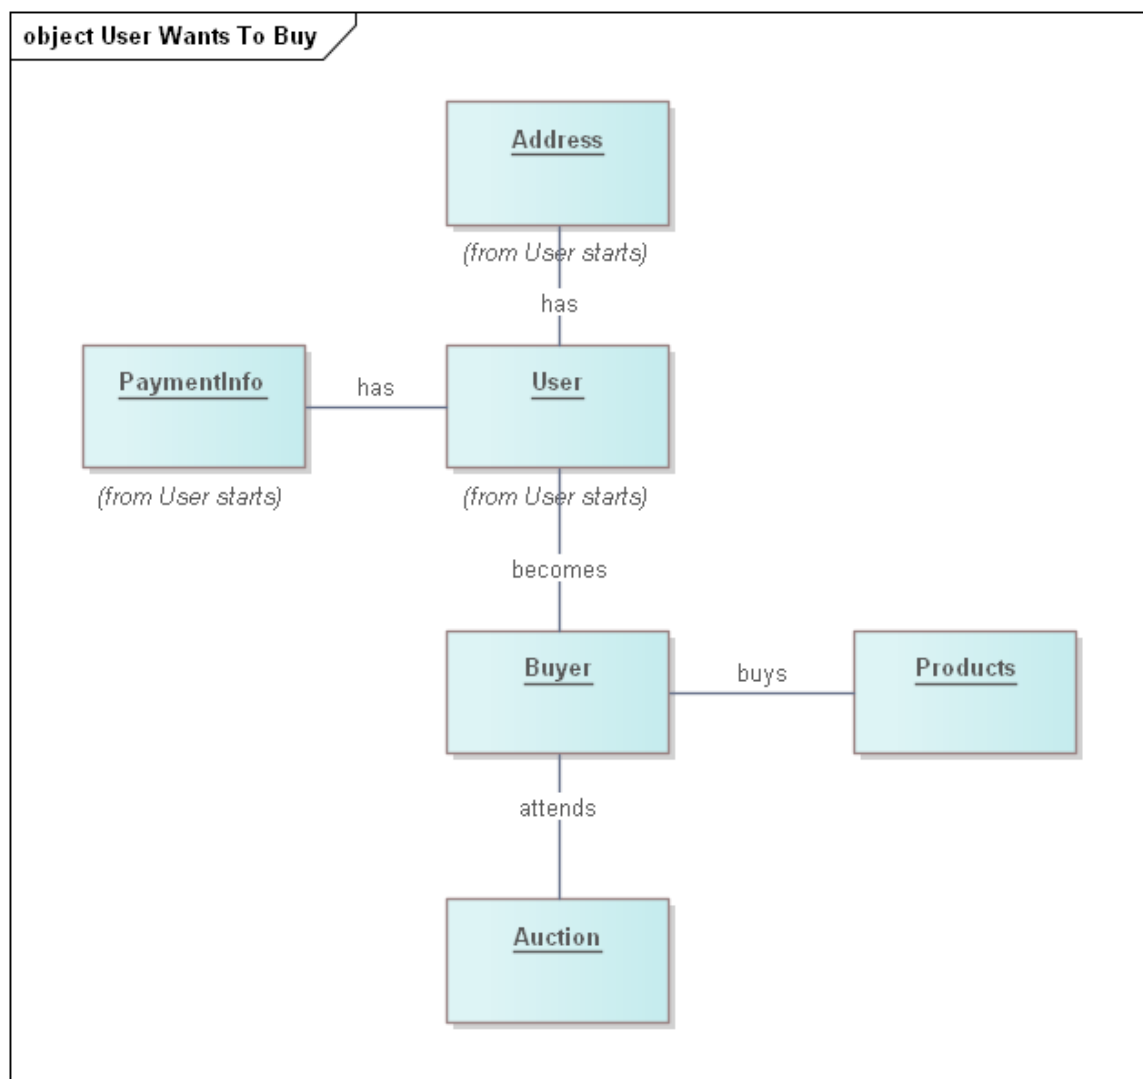 object User Wants To Buy
Address
(from User starts)
has
PaymentInfo
has
User
(from User starts)
(from User starts)
becomes
Buyer
buys
Products
attends
Auction